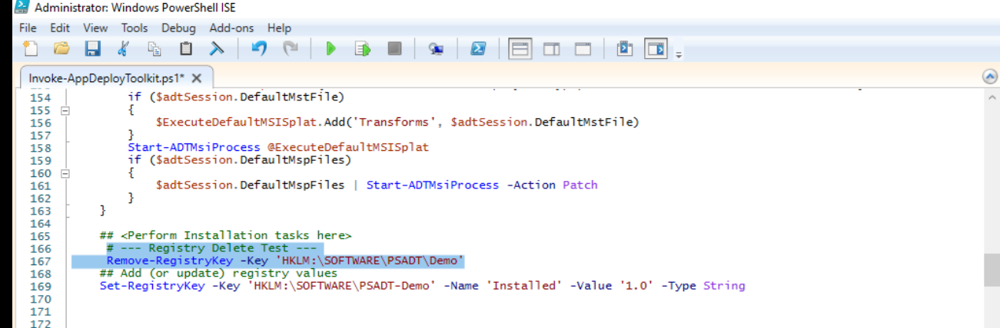 Administrator: Windows PowerShell ISE
File Edit View Tools Debug Add-ons Help
Invoke-AppDeployToolkit.ps1* X
154 if ($adtSession.DefaultMstFile)
155 {
156 $ExecuteDefaultMSISplat.Add('Transforms', $adtSession.DefaultMstFile)
157 }
158 Start-ADTMsiProcess @ExecuteDefaultMSISplat
159 if ($adtSession.DefaultMspFiles)
160 {
161 $adtSession.DefaultMspFiles | Start-ADTMsiProcess -Action Patch
162 }
163 }
164
165 ## <Perform Installation tasks here>
166 # --- Registry Delete Test ---
167 Remove-RegistryKey -Key 'HKLM:\SOFTWARE\PSADT\Demo'
168 ## Add (or update) registry values
169 Set-RegistryKey -Key 'HKLM:\SOFTWARE\PSADT-Demo' -Name 'Installed' -Value '1.0' -Type String
170
171
172